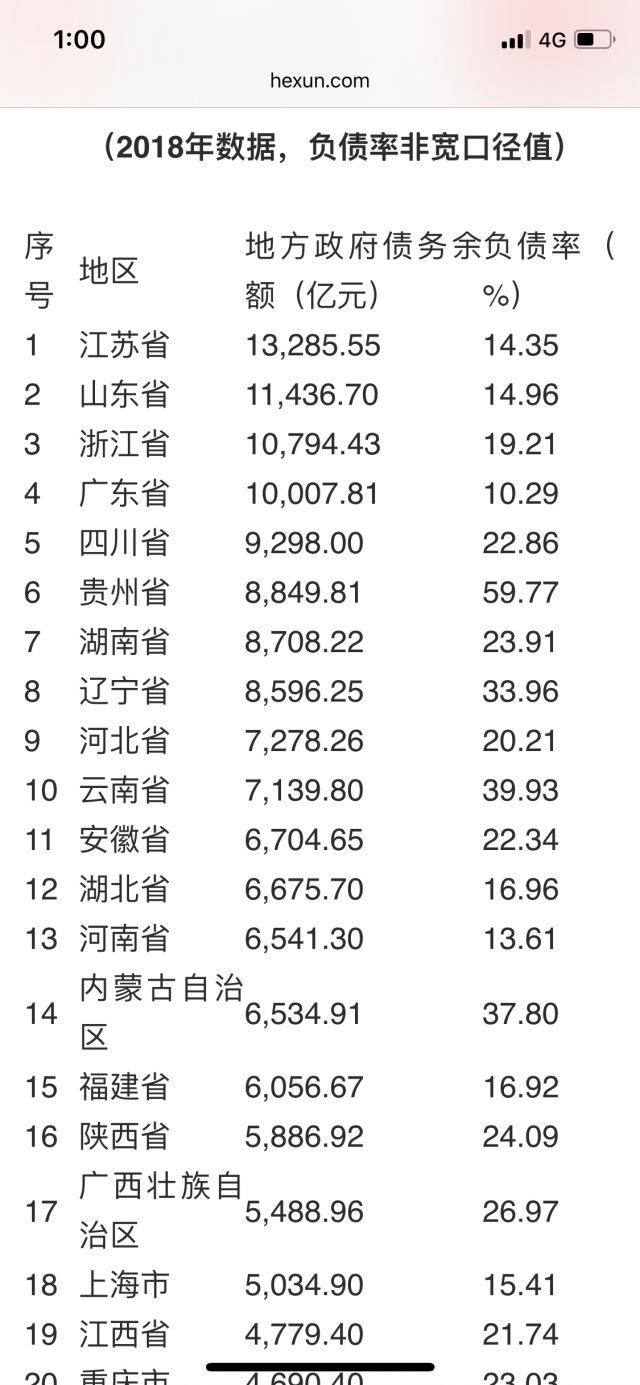 1:00
4G
hexun.com
（2018年数据，负债率非宽口径值）
序号 地区 地方政府债务余额（亿元） 负债率（%）
1 江苏省 13,285.55 14.35
2 山东省 11,436.70 14.96
3 浙江省 10,794.43 19.21
4 广东省 10,007.81 10.29
5 四川省 9,298.00 22.86
6 贵州省 8,849.81 59.77
7 湖南省 8,708.22 23.91
8 辽宁省 8,596.25 33.96
9 河北省 7,278.26 20.21
10 云南省 7,139.80 39.93
11 安徽省 6,704.65 22.34
12 湖北省 6,675.70 16.96
13 河南省 6,541.30 13.61
14 内蒙古自治区 6,534.91 37.80
15 福建省 6,056.67 16.92
16 陕西省 5,886.92 24.09
17 广西壮族自治区 5,488.96 26.97
18 上海市 5,034.90 15.41
19 江西省 4,779.40 21.74
20 重庆市 4,690.40 23.03